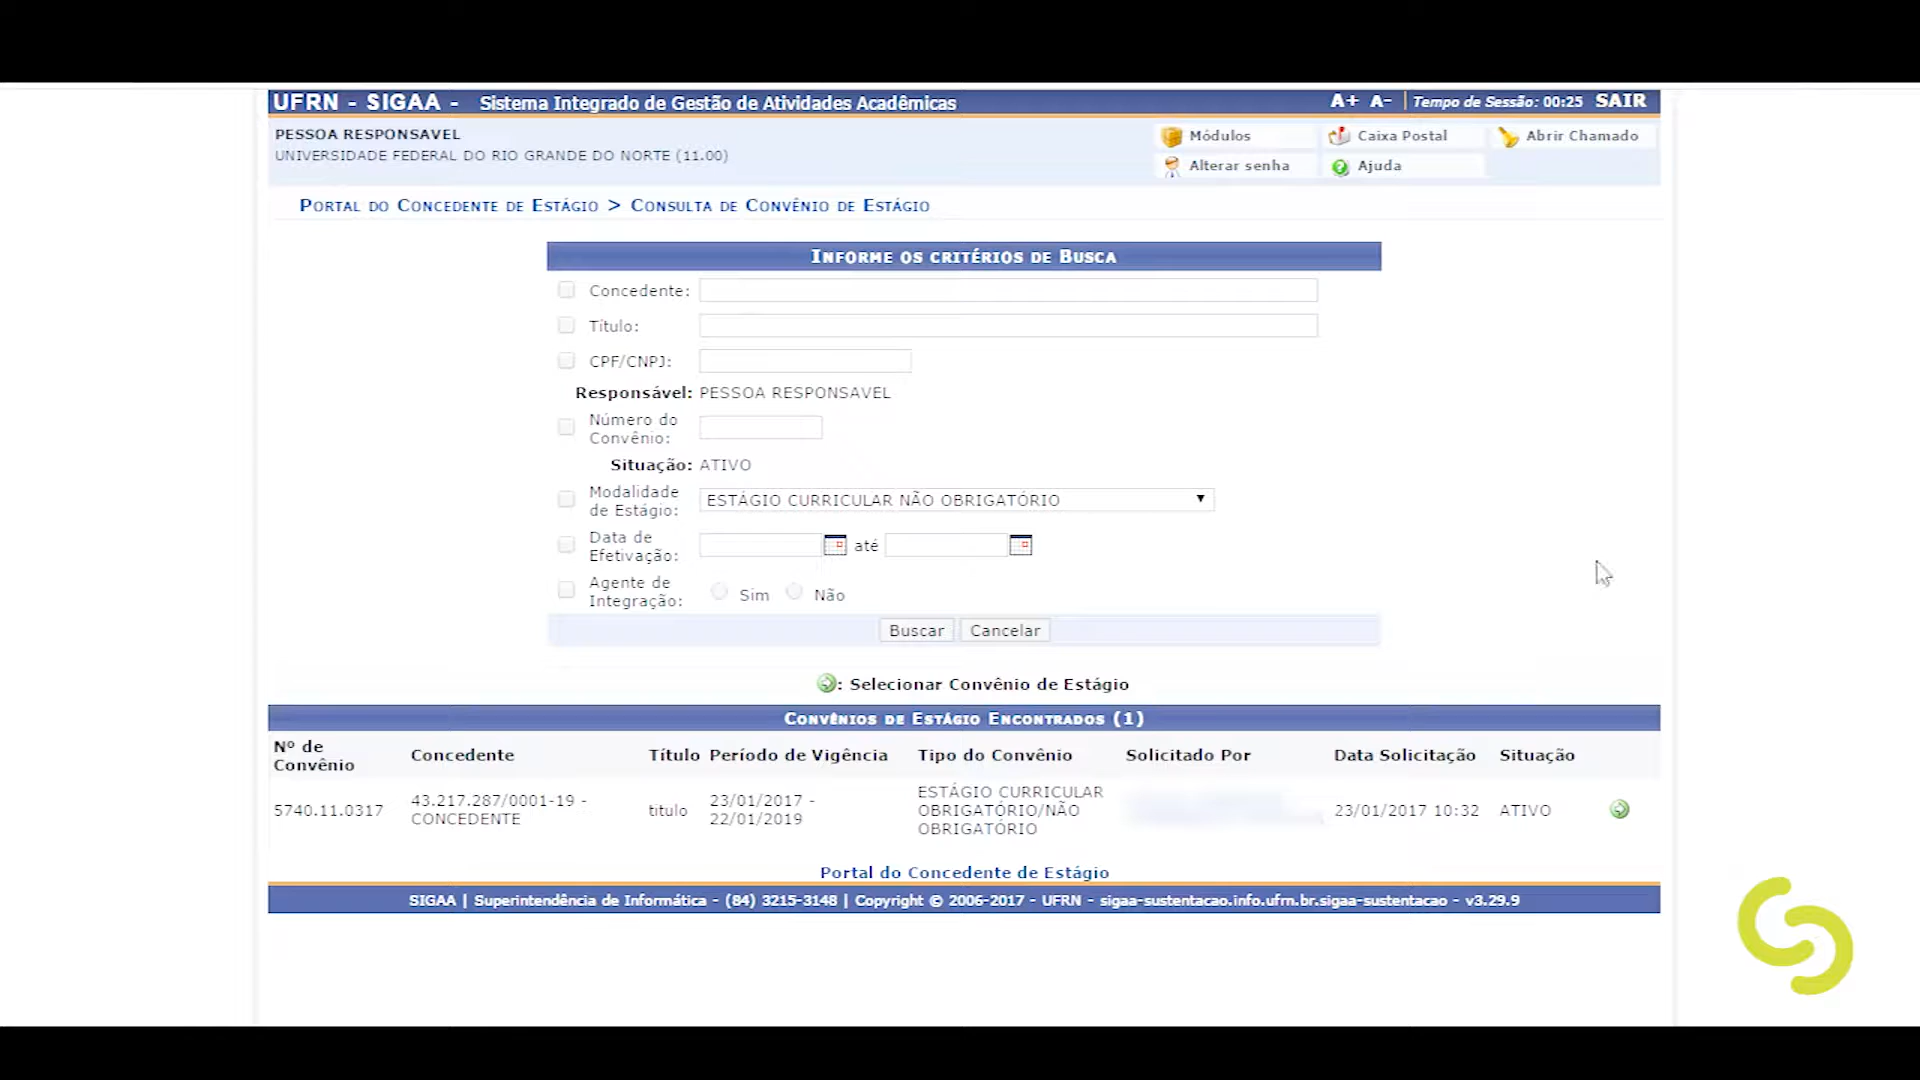 UFRN - SIGAA - Sistema Integrado de Gestão de Atividades Acadêmicas A+ A- Tempo de Sessão: 00:25 SAIR
PESSOA RESPONSAVEL
UNIVERSIDADE FEDERAL DO RIO GRANDE DO NORTE (11.00)
Módulos Caixa Postal Abrir Chamado
Alterar senha Ajuda
PORTAL DO CONCEDENTE DE ESTÁGIO > CONSULTA DE CONVÊNIO DE ESTÁGIO
INFORME OS CRITÉRIOS DE BUSCA
Concedente:
Título:
CPF/CNPJ:
Responsável: PESSOA RESPONSAVEL
Número do
Convênio:
Situação: ATIVO
Modalidade
de Estágio:
ESTÁGIO CURRICULAR NÃO OBRIGATÓRIO
Data de
Efetivação:
até
Agente de
Integração:
Sim Não
Buscar Cancelar
: Selecionar Convênio de Estágio
CONVÊNIOS DE ESTÁGIO ENCONTRADOS (1)
Nº de
Convênio
Concedente
Título
Período de Vigência
Tipo do Convênio
Solicitado Por
Data Solicitação
Situação
5740.11.0317
43.217.287/0001-19 -
CONCEDENTE
titulo
23/01/2017 -
22/01/2019
ESTÁGIO CURRICULAR
OBRIGATÓRIO/NÃO
OBRIGATÓRIO
23/01/2017 10:32
ATIVO
Portal do Concedente de Estágio
SIGAA | Superintendência de Informática - (84) 3215-3148 | Copyright © 2006-2017 - UFRN - sigaa-sustentacao.info.ufrn.br.sigaa-sustentacao - v3.29.9